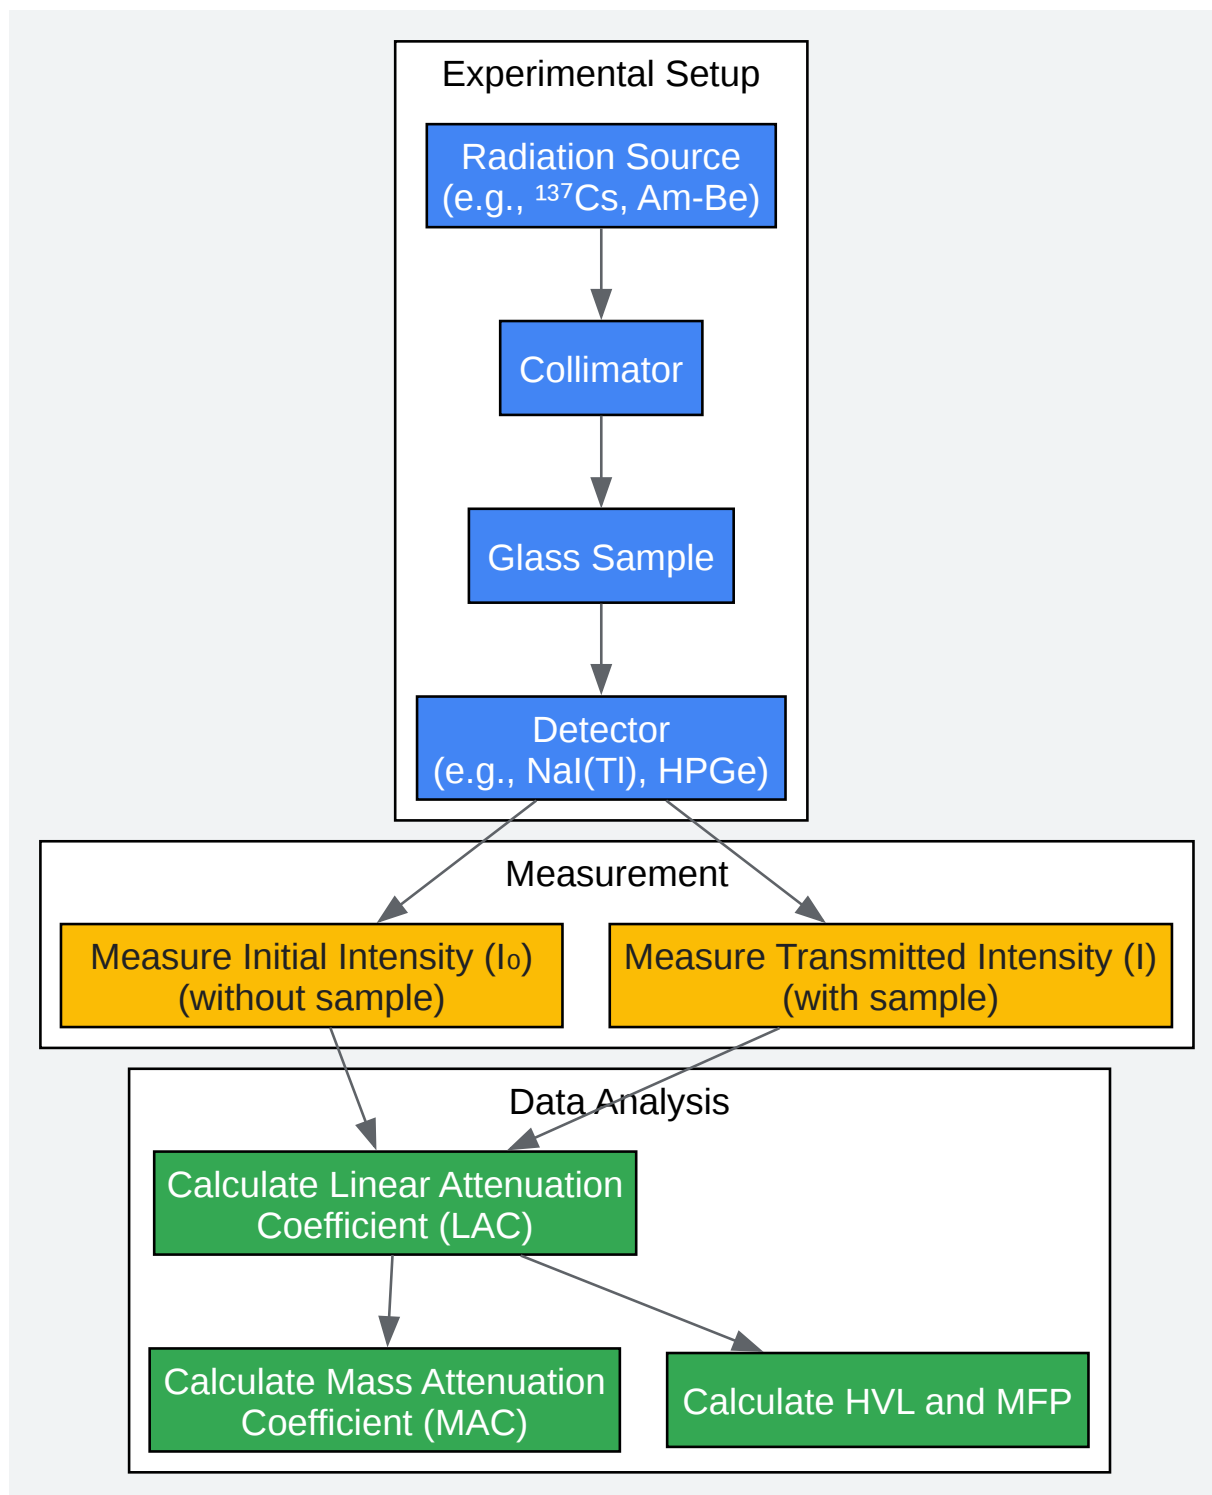 Experimental Setup
Radiation Source
(e.g., ¹³⁷Cs, Am-Be)
Collimator
Glass Sample
Detector
(e.g., NaI(Tl), HPGe)
Measurement
Measure Initial Intensity (I₀)
(without sample)
Measure Transmitted Intensity (I)
(with sample)
Data Analysis
Calculate Linear Attenuation
Coefficient (LAC)
Calculate Mass Attenuation
Coefficient (MAC)
Calculate HVL and MFP